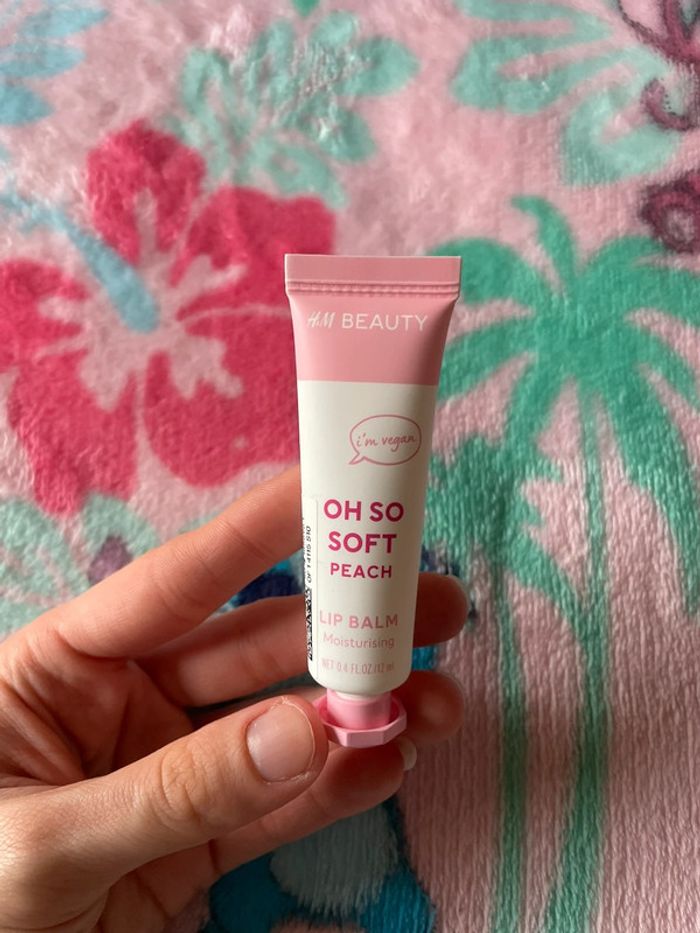 H&M BEAUTY
i'm vegan
OH SO
SOFT
PEACH
LIP BALM
Moisturising
NET 0.4 FL.OZ./12 ml